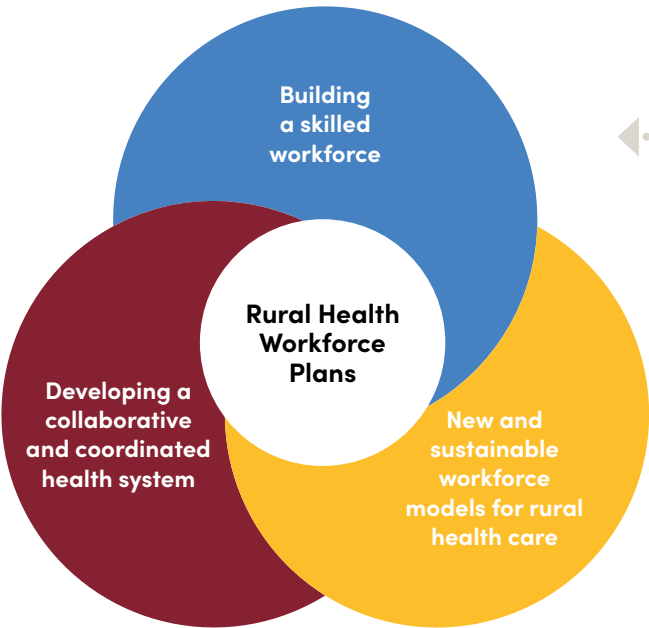 Building
a skilled
workforce
Rural Health
Workforce
Plans
Developing a
collaborative
and coordinated
health system
New and
sustainable
workforce
models for rural
health care